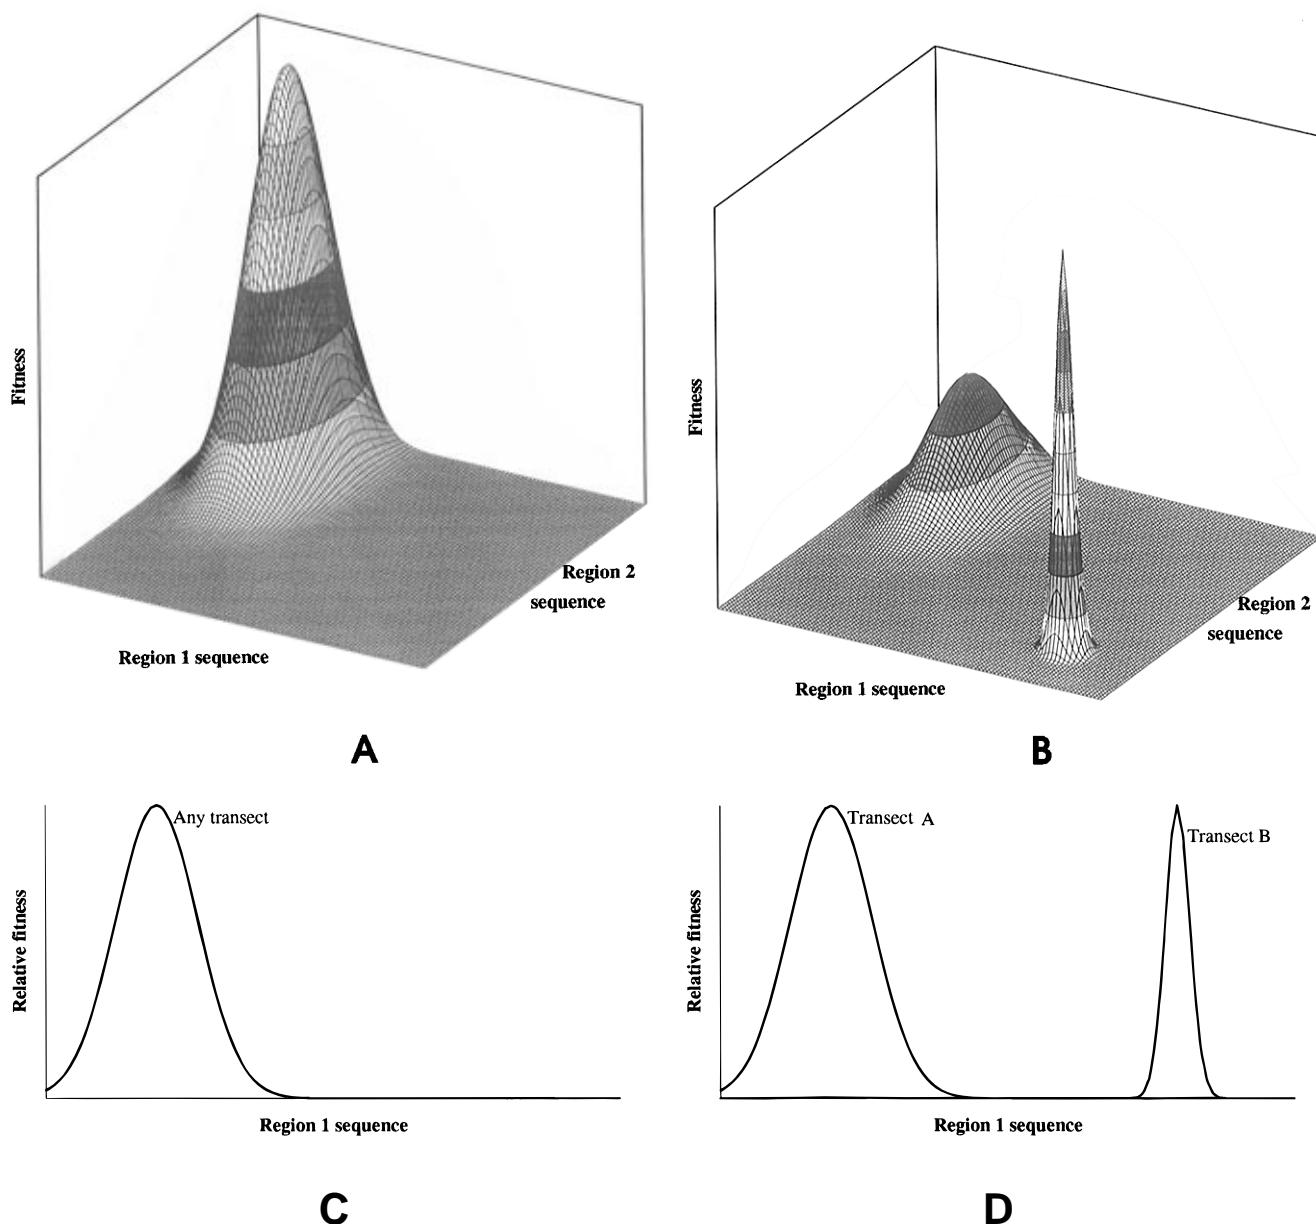 Fitness
Region 2
sequence
Region 1 sequence
A
Fitness
Region 2
sequence
Region 1 sequence
B
Relative fitness
Any transect
Region 1 sequence
C
Relative fitness
Transect A
Transect B
Region 1 sequence
D